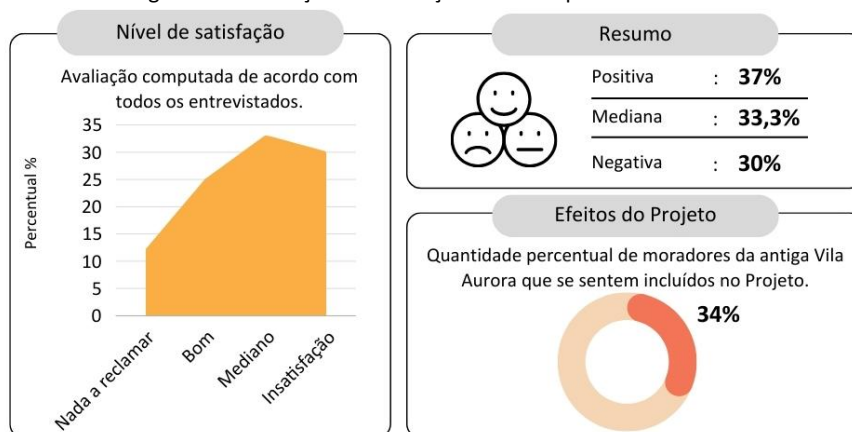 Nível de satisfação
Avaliação computada de acordo com
todos os entrevistados.
Percentual %
35
30
25
20
15
10
5
0
Nada a reclamar
Bom
Mediano
Insatisfação
Resumo
Positiva : 37%
Mediana : 33,3%
Negativa : 30%
Efeitos do Projeto
Quantidade percentual de moradores da antiga Vila
Aurora que se sentem incluídos no Projeto.
34%